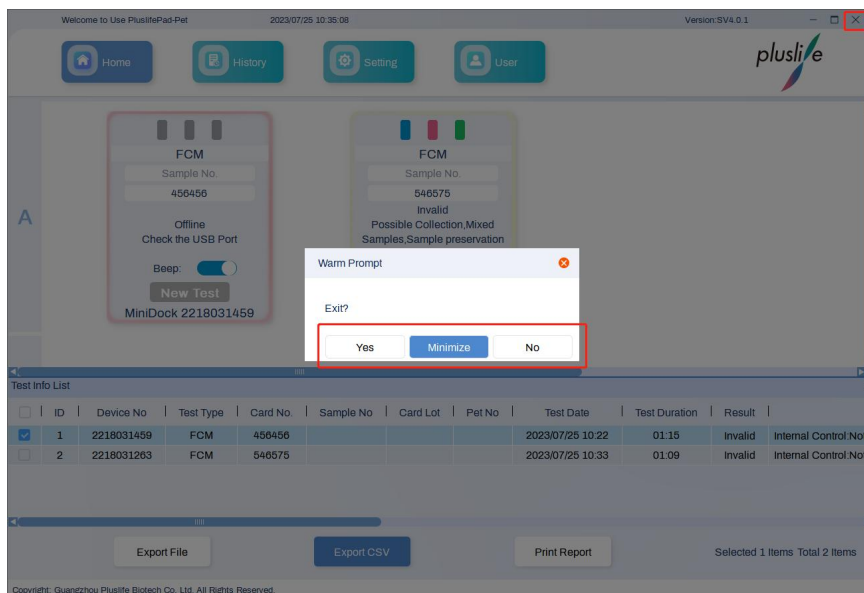 Welcome to Use PluslifePad-Pet 2023/07/25 10:35:08 Version:SV4.0.1
Home History Setting User
pluslife
FCM
Sample No.
456456
Offline
Check the USB Port
Beep:
New Test
MiniDock 2218031459
FCM
Sample No.
546575
Invalid
Possible Collection,Mixed
Samples,Sample preservation
A
Warm Prompt
Exit?
Yes Minimize No
Test Info List
ID Device No Test Type Card No. Sample No Card Lot Pet No Test Date Test Duration Result
1 2218031459 FCM 456456 2023/07/25 10:22 01:15 Invalid Internal Control:No
2 2218031263 FCM 546575 2023/07/25 10:33 01:09 Invalid Internal Control:No
Export File Export CSV Print Report Selected 1 Items Total 2 Items
Copyright: Guangzhou Pluslife Biotech Co. Ltd. All Rights Reserved.